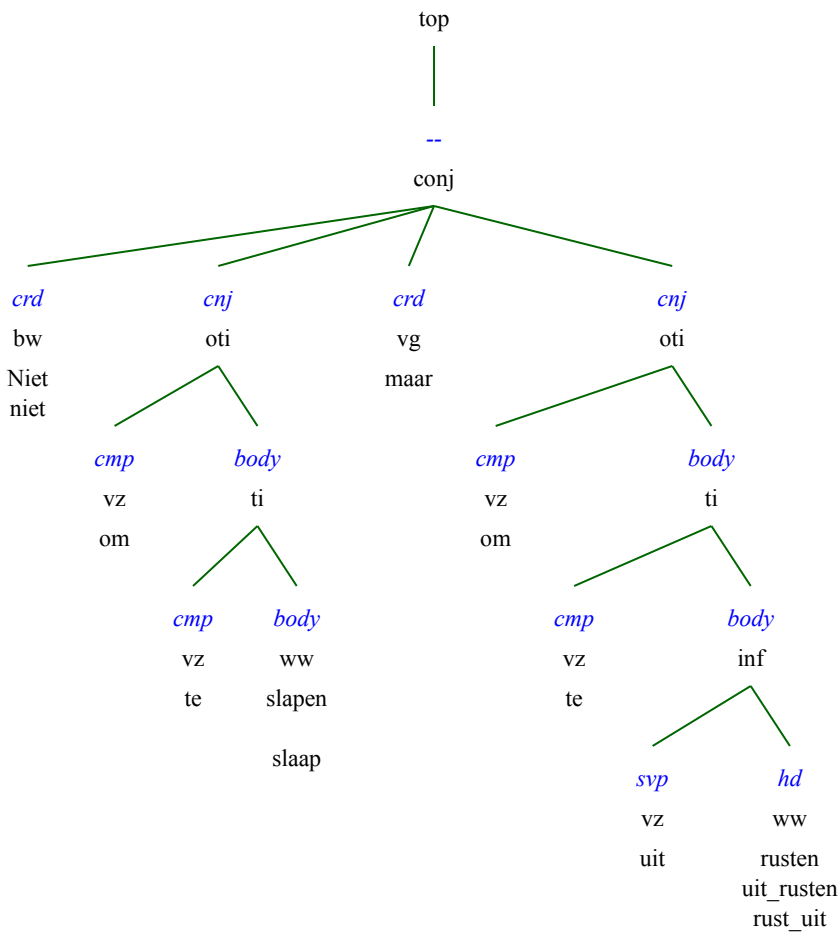 top
--
conj
crd cnj crd cnj
bw oti vg oti
Niet maar
niet
cmp body cmp body
vz ti vz ti
om om
cmp body cmp body
vz ww vz inf
te slapen te
slaap
svp hd
vz ww
uit rusten
uit_rusten
rust_uit